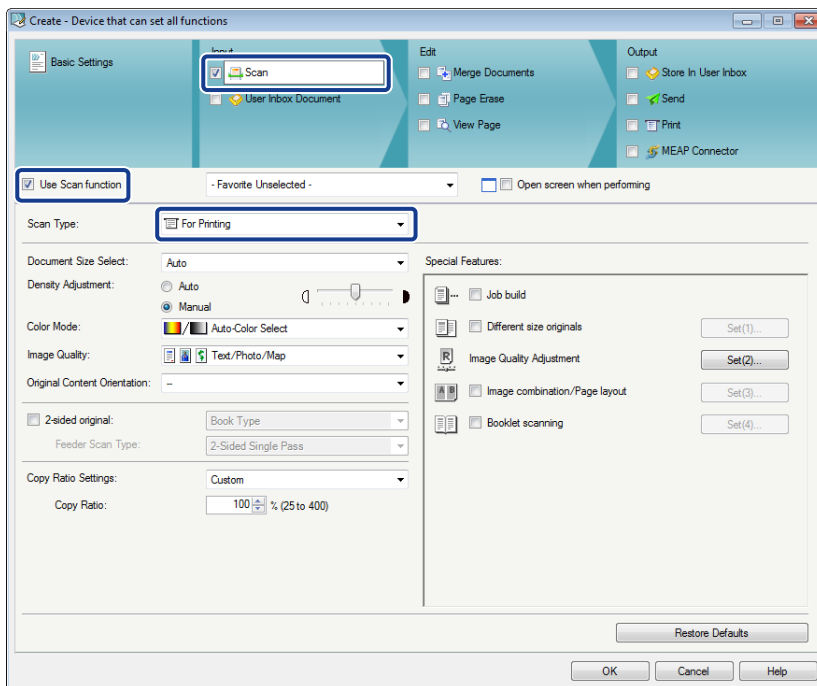 Create - Device that can set all functions
Basic Settings
Input
Scan
User Inbox Document
Edit
Merge Documents
Page Erase
View Page
Output
Store In User Inbox
Send
Print
MEAP Connector
Use Scan function
- Favorite Unselected -
Open screen when performing
Scan Type:
For Printing
Document Size Select:
Auto
Density Adjustment:
Auto
Manual
Color Mode:
Auto-Color Select
Image Quality:
Text/Photo/Map
Original Content Orientation:
--
2-sided original:
Book Type
Feeder Scan Type:
2-Sided Single Pass
Copy Ratio Settings:
Custom
Copy Ratio:
100 % (25 to 400)
Special Features:
Job build
Different size originals
Set(1)...
Image Quality Adjustment
Set(2)...
Image combination/Page layout
Set(3)...
Booklet scanning
Set(4)...
Restore Defaults
OK
Cancel
Help